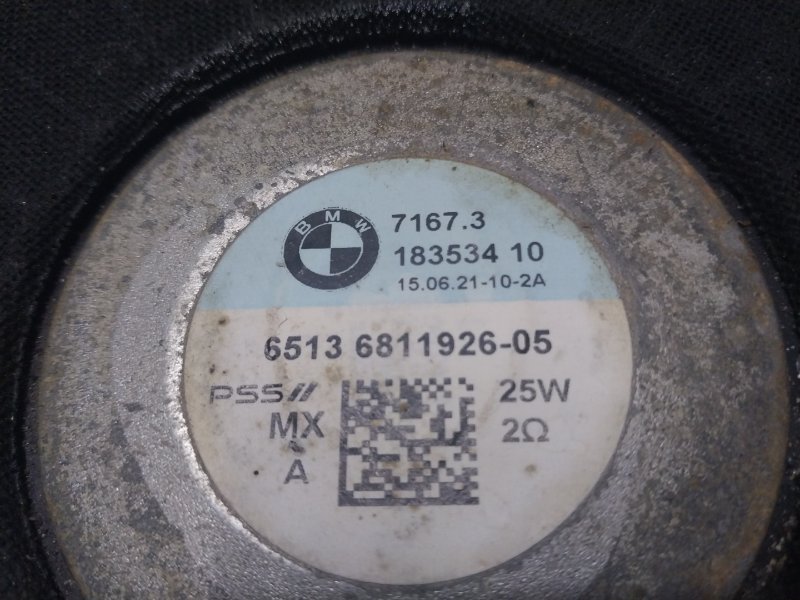 BMW
7167.3
183534 10
15.06.21-10-2A
6513 6811926-05
PSS// 25W
MX 2Ω
A